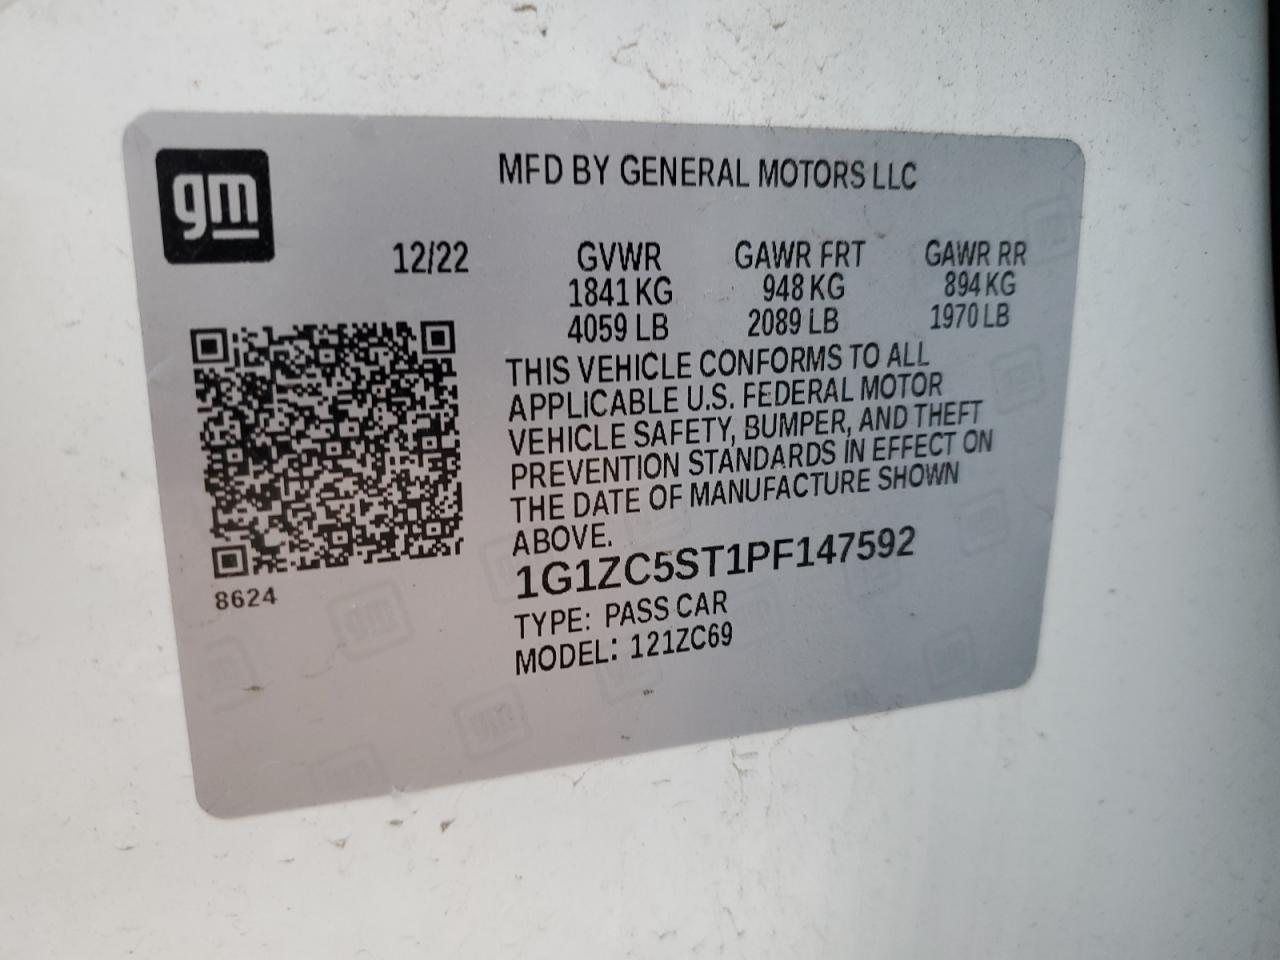 gm
MFD BY GENERAL MOTORS LLC
12/22 GVWR GAWR FRT GAWR RR
1841 KG 948 KG 894 KG
4059 LB 2089 LB 1970 LB
THIS VEHICLE CONFORMS TO ALL
APPLICABLE U.S. FEDERAL MOTOR
VEHICLE SAFETY, BUMPER, AND THEFT
PREVENTION STANDARDS IN EFFECT ON
THE DATE OF MANUFACTURE SHOWN
ABOVE.
1G1ZC5ST1PF147592
8624
TYPE: PASS CAR
MODEL: 121ZC69